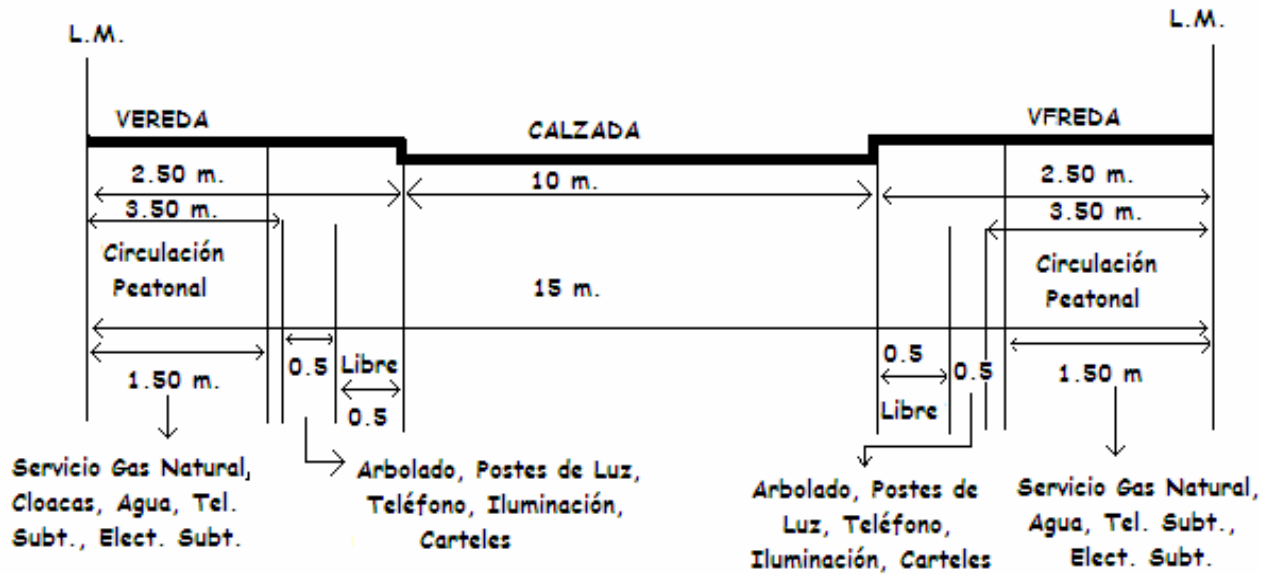 L.M.
L.M.
VEREDA
CALZADA
VFREDA
2.50 m.
10 m.
2.50 m.
3.50 m.
3.50 m.
Circulación
Peatonal
15 m.
Circulación
Peatonal
0.5
Libre
0.5
0.5
1.50 m.
0.5
Libre
1.50 m
Servicio Gas Natural,
Cloacas, Agua, Tel.
Subt., Elect. Subt.
Arbolado, Postes de Luz,
Teléfono, Iluminación,
Carteles
Arbolado, Postes de
Luz, Teléfono,
Iluminación, Carteles
Servicio Gas Natural,
Agua, Tel. Subt.,
Elect. Subt.